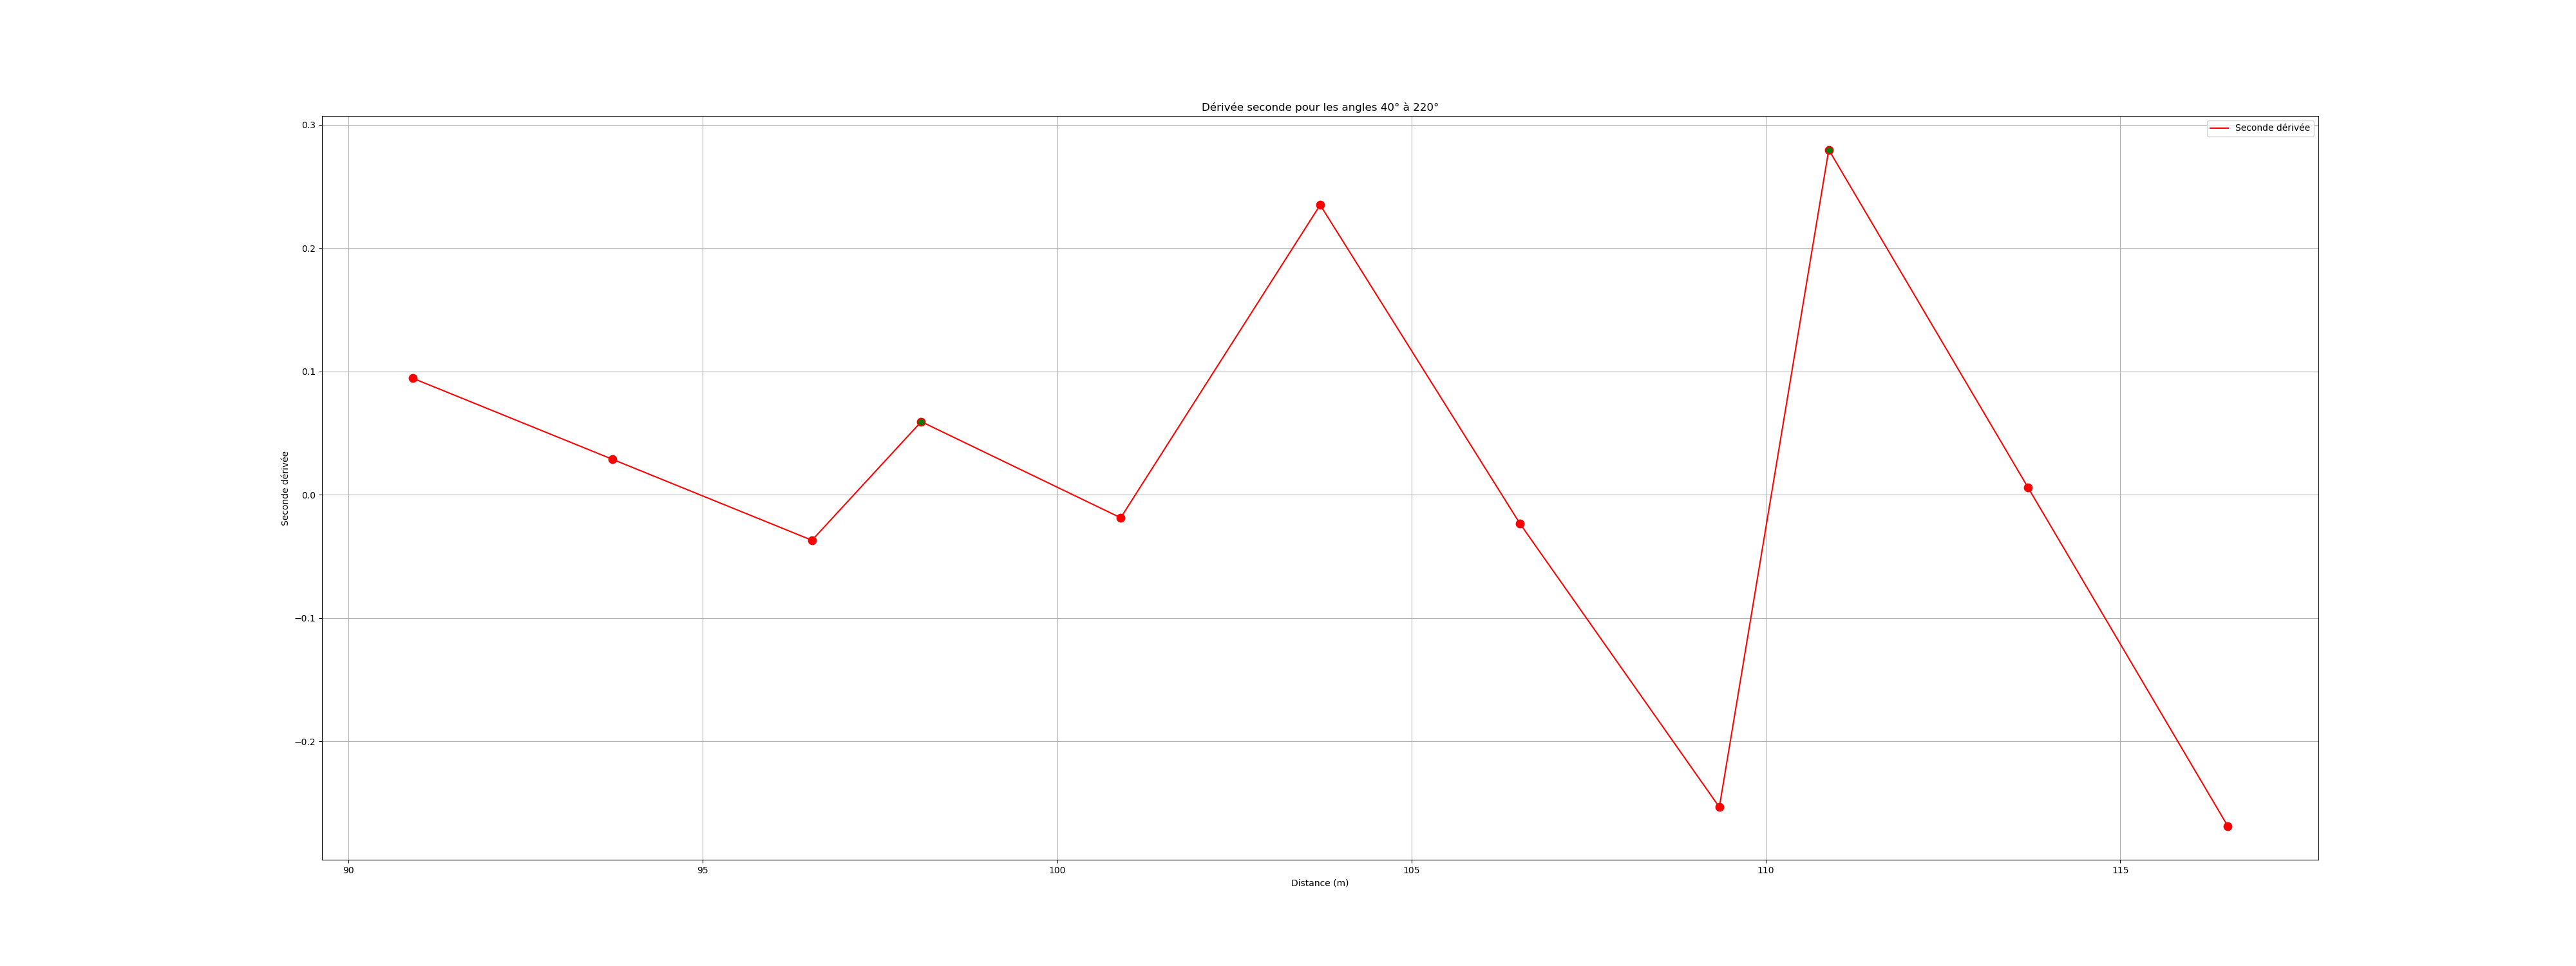 Dérivée seconde pour les angles 40° à 220°
Seconde dérivée
0.3
0.2
0.1
0.0
−0.1
−0.2
Seconde dérivée
90 95 100 105 110 115
Distance (m)